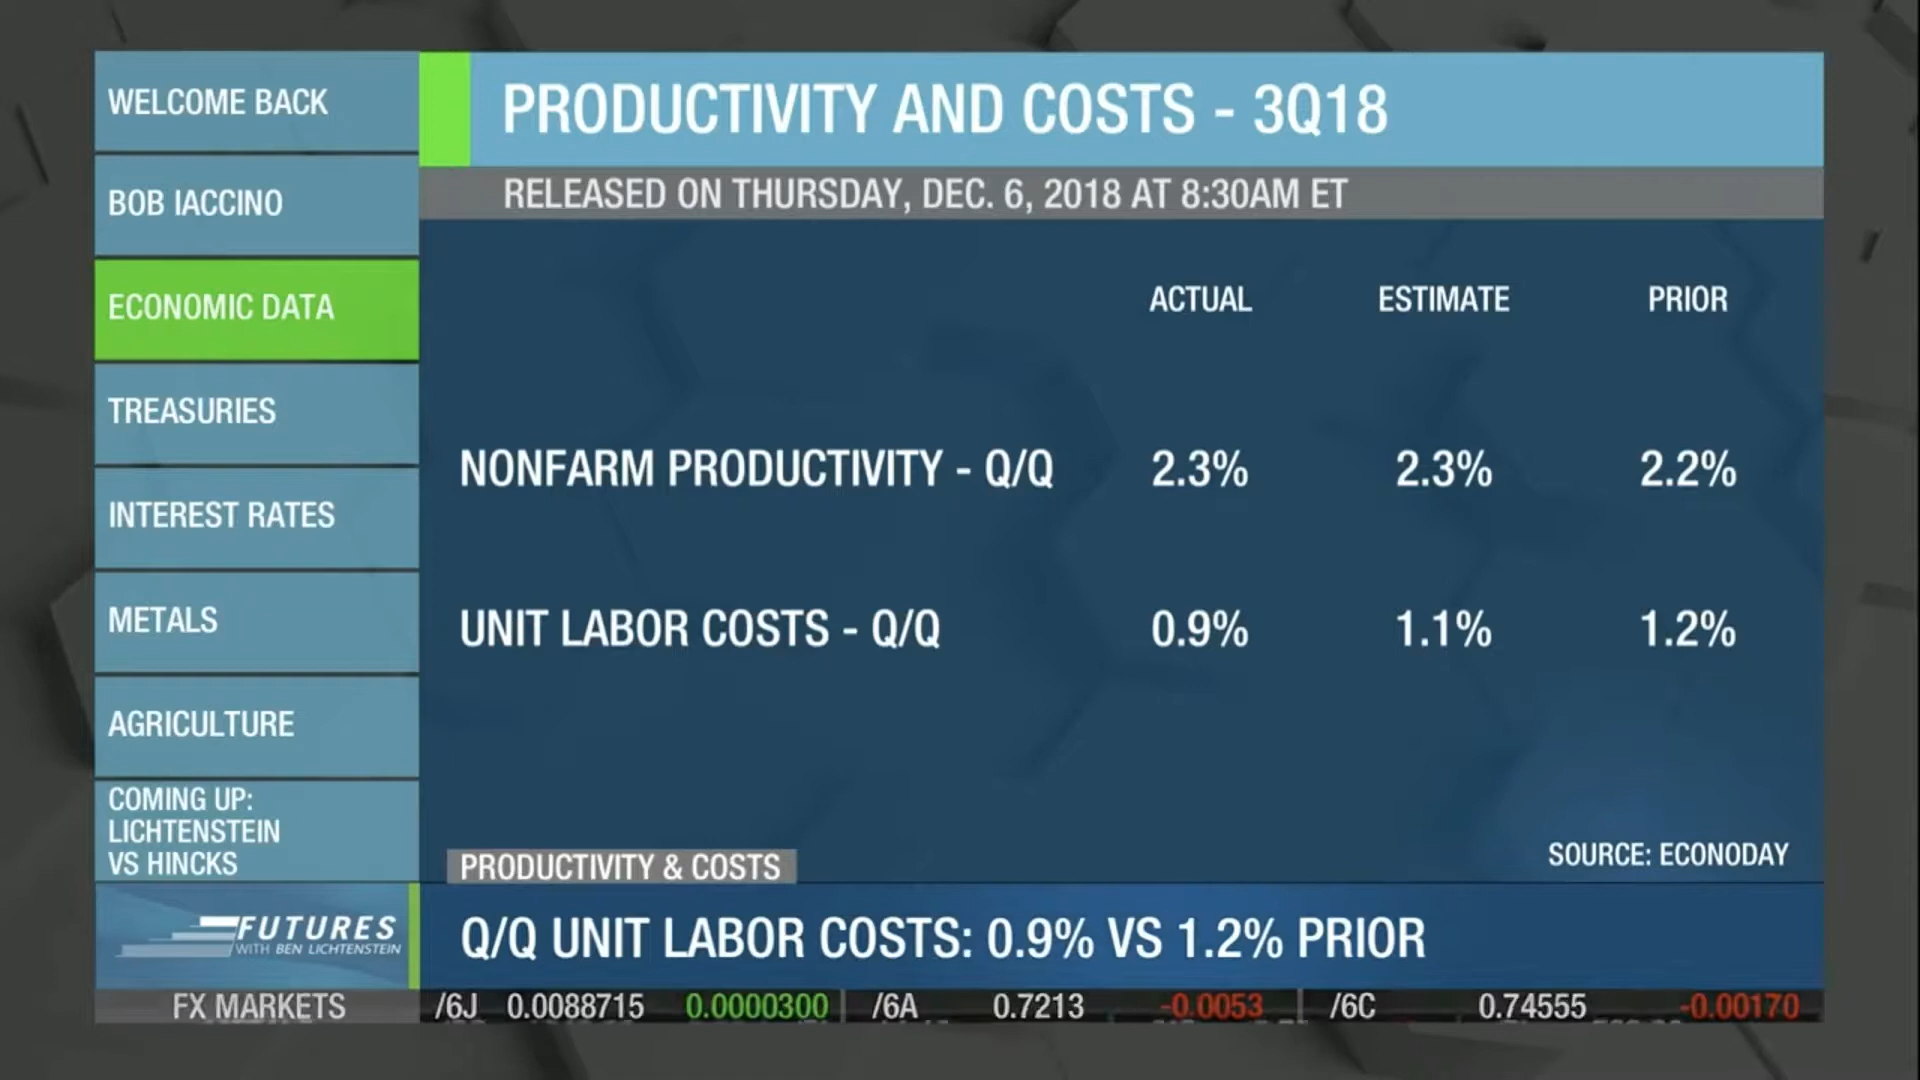 WELCOME BACK
BOB IACCINO
ECONOMIC DATA
TREASURIES
INTEREST RATES
METALS
AGRICULTURE
COMING UP:
LICHTENSTEIN
VS HINCKS
PRODUCTIVITY AND COSTS - 3Q18
RELEASED ON THURSDAY, DEC. 6, 2018 AT 8:30AM ET
ACTUAL ESTIMATE PRIOR
NONFARM PRODUCTIVITY - Q/Q 2.3% 2.3% 2.2%
UNIT LABOR COSTS - Q/Q 0.9% 1.1% 1.2%
SOURCE: ECONODAY
PRODUCTIVITY & COSTS
FUTURES
WITH BEN LICHTENSTEIN
Q/Q UNIT LABOR COSTS: 0.9% VS 1.2% PRIOR
FX MARKETS /6J 0.0088715 0.0000300 /6A 0.7213 -0.0053 /6C 0.74555 -0.00170